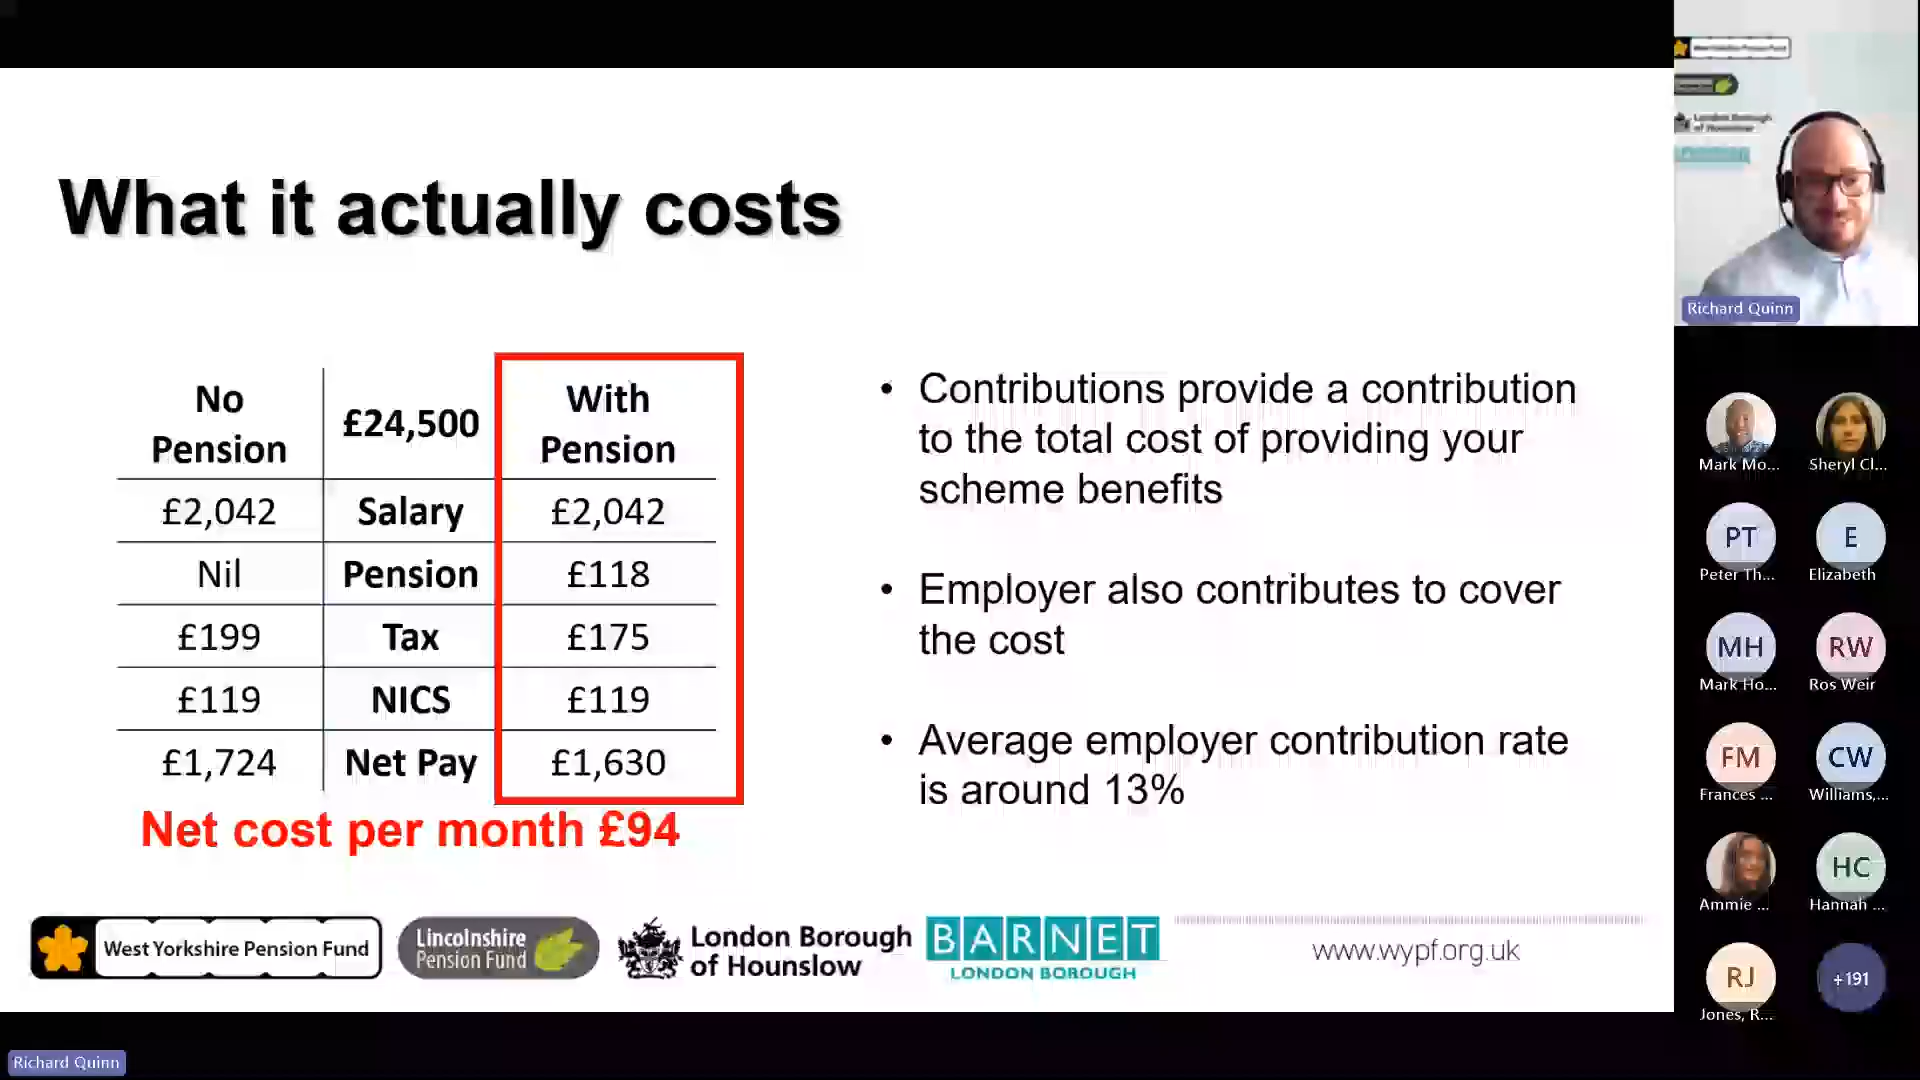 What it actually costs
No Pension £24,500 With Pension
£2,042 Salary £2,042
Nil Pension £118
£199 Tax £175
£119 NICS £119
£1,724 Net Pay £1,630
Net cost per month £94
• Contributions provide a contribution
to the total cost of providing your
scheme benefits
• Employer also contributes to cover
the cost
• Average employer contribution rate
is around 13%
West Yorkshire Pension Fund
Lincolnshire
Pension Fund
London Borough
of Hounslow
BARNET
LONDON BOROUGH
www.wypf.org.uk
London Borough
of Hounslow
Richard Quinn
Mark Mo...
Sheryl Cl...
PT
Peter Th...
E
Elizabeth
MH
Mark Ho...
RW
Ros Weir
FM
Frances ...
CW
Williams,...
Ammie ...
HC
Hannah ...
RJ
Jones, R...
+191
Richard Quinn